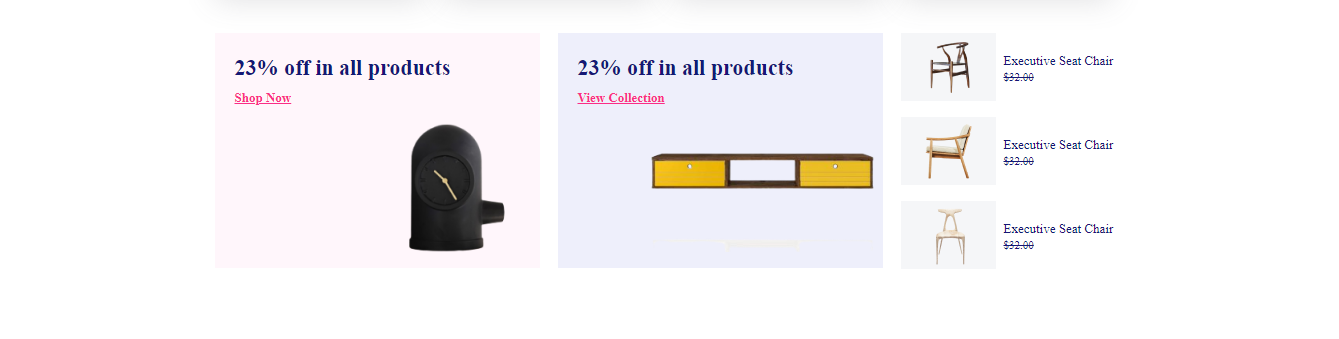 23% off in all products
Shop Now
23% off in all products
View Collection
Executive Seat Chair
$32.00
Executive Seat Chair
$32.00
Executive Seat Chair
$32.00